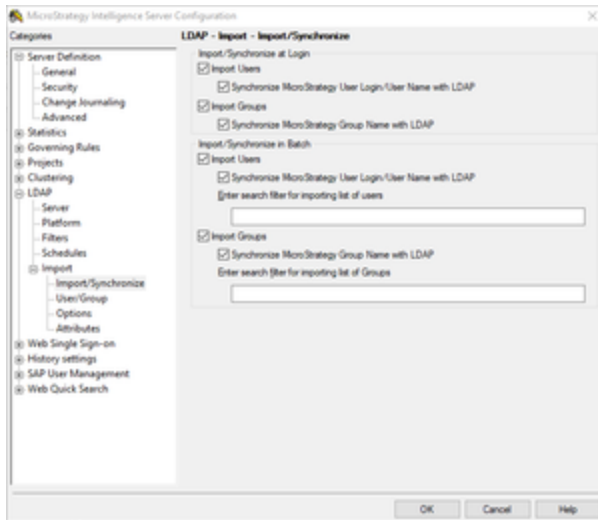 MicroStrategy Intelligence Server Configuration
Categories
Server Definition
General
Security
Change Journaling
Advanced
Statistics
Governing Rules
Projects
Clustering
LDAP
Server
Platform
Filters
Schedules
Import
Import/Synchronize
User/Group
Options
Attributes
Web Single Sign-on
History settings
SAP User Management
Web Quick Search
LDAP - Import - Import/Synchronize
Import/Synchronize at Login
Import Users
Synchronize MicroStrategy User Login/User Name with LDAP
Import Groups
Synchronize MicroStrategy Group Name with LDAP
Import/Synchronize in Batch
Import Users
Synchronize MicroStrategy User Login/User Name with LDAP
Enter search filter for importing list of users
Import Groups
Synchronize MicroStrategy Group Name with LDAP
Enter search filter for importing list of Groups
OK
Cancel
Help